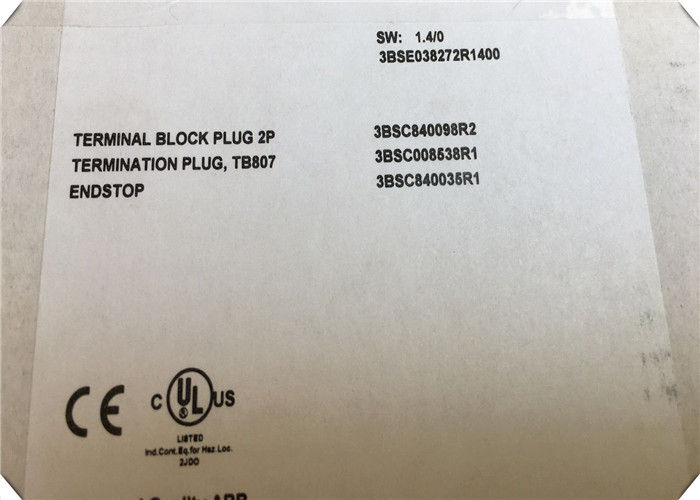 SW: 1.4/0
3BSE038272R1400
TERMINAL BLOCK PLUG 2P 3BSC840098R2
TERMINATION PLUG, TB807 3BSC008538R1
ENDSTOP 3BSC840035R1
CE C UL US
LISTED
Ind.Cont.Eq.for Haz.Loc.
2JDO